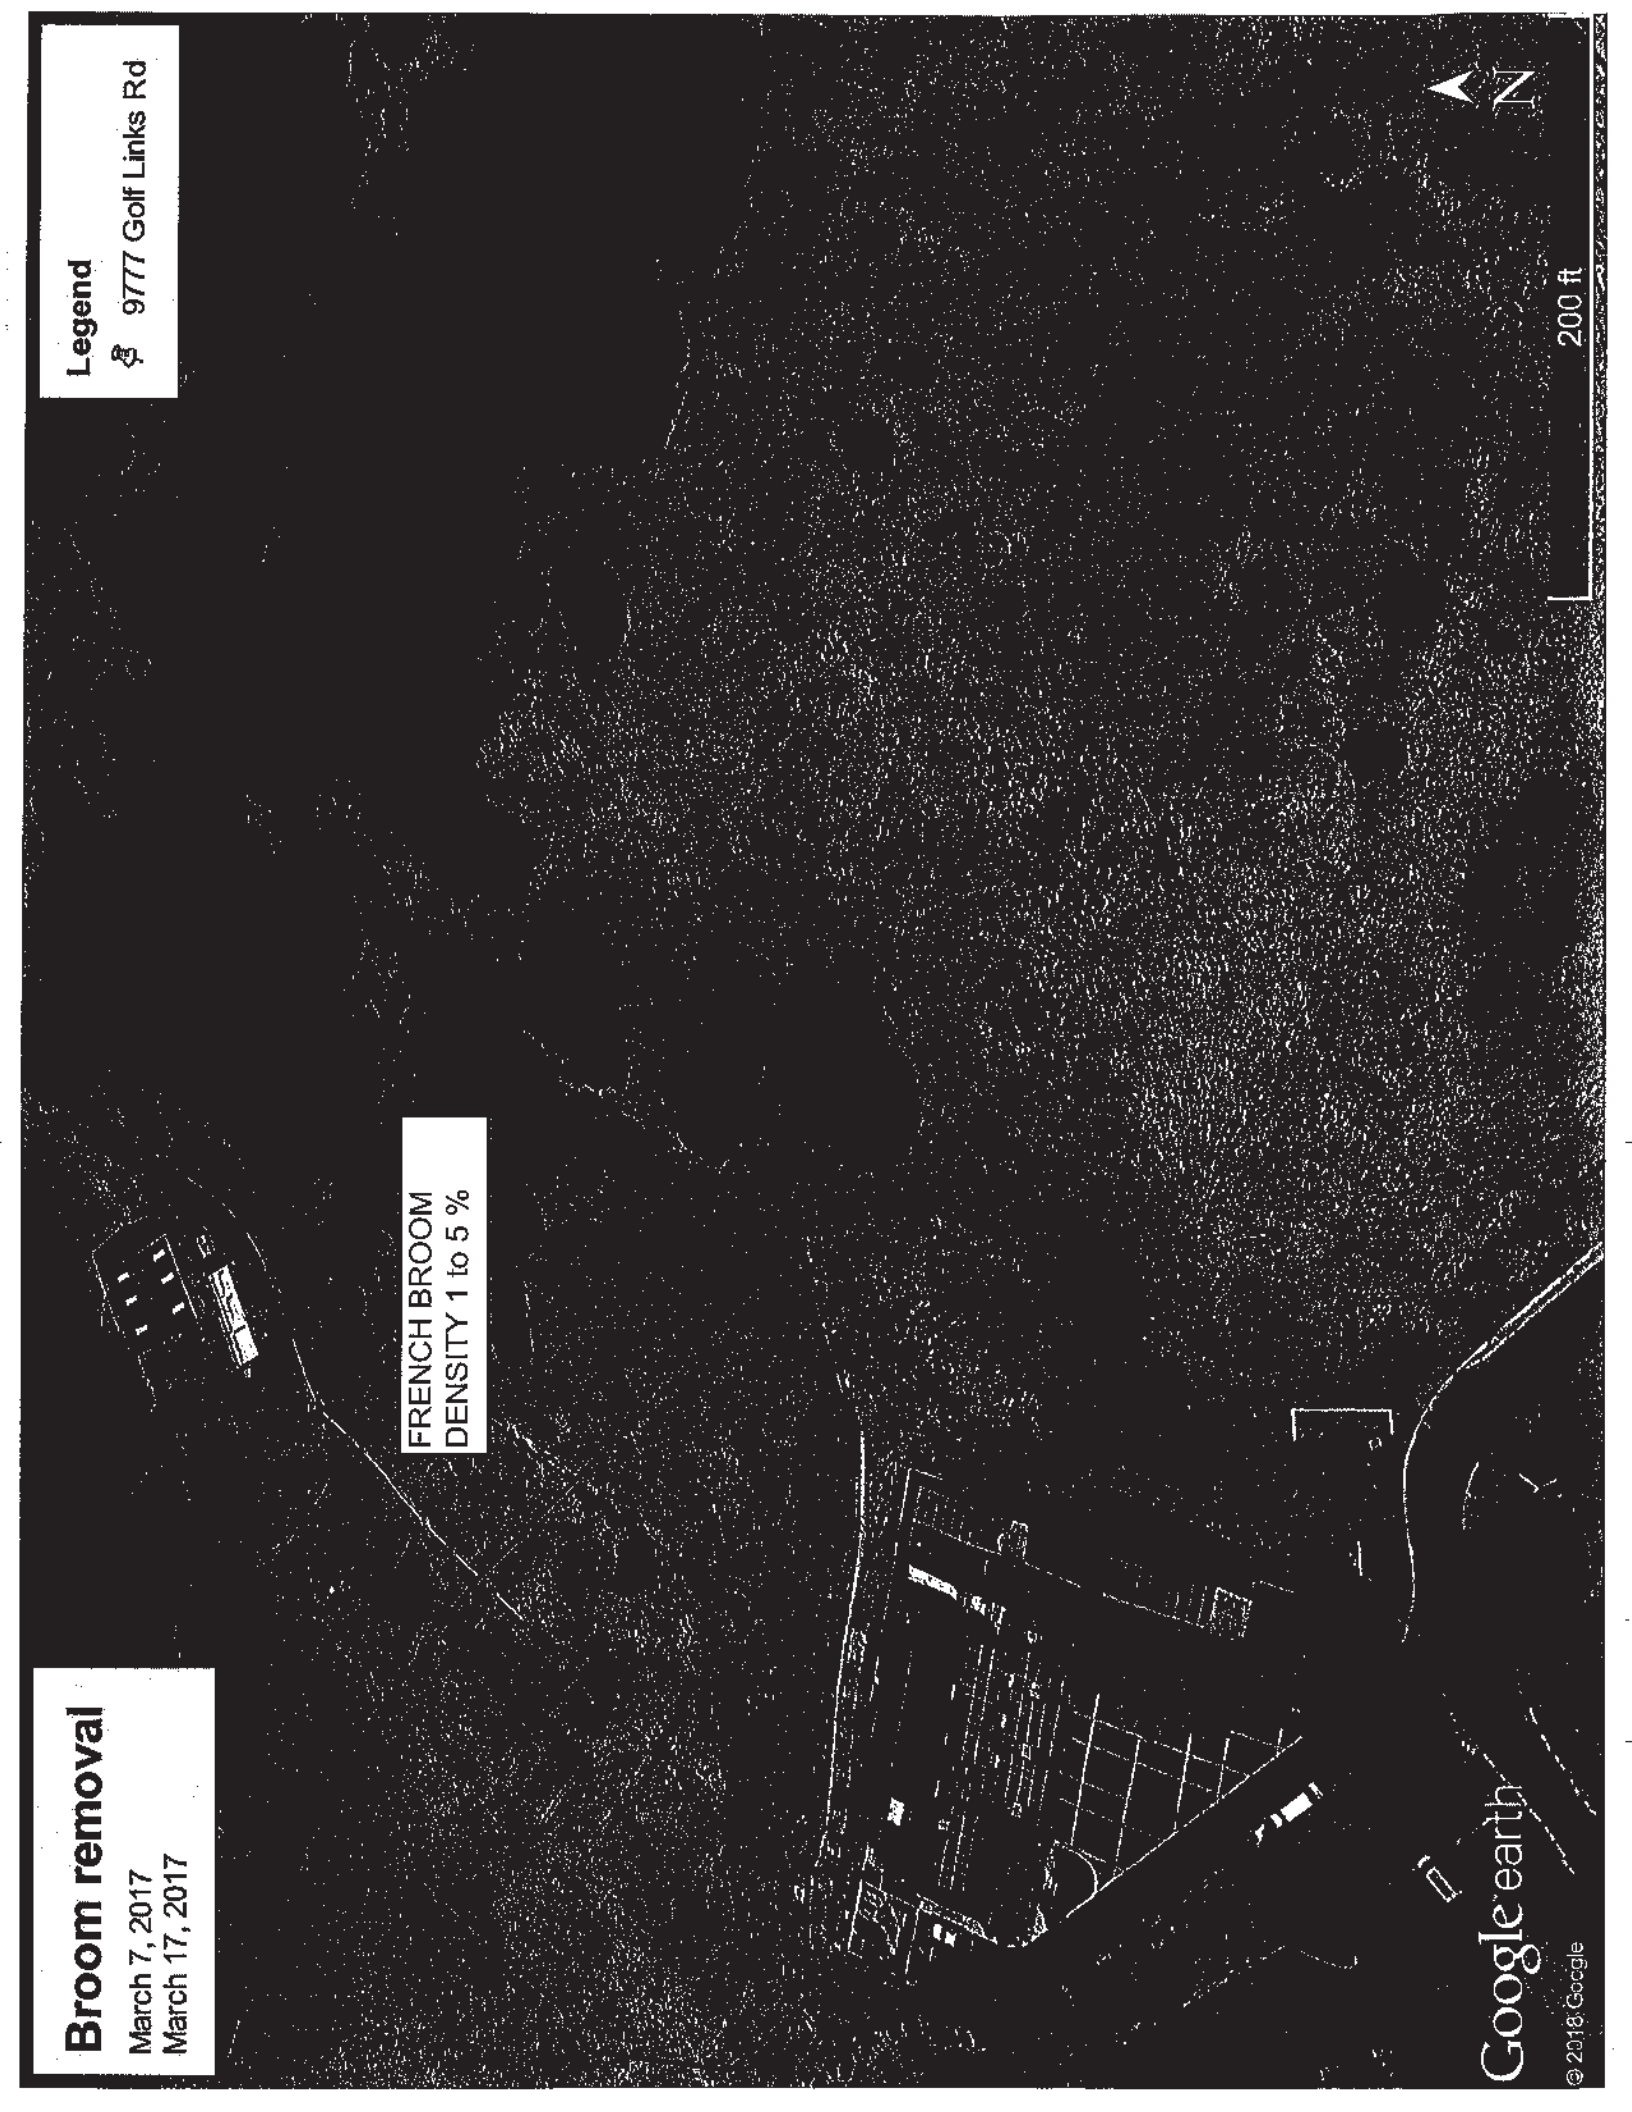 Broom removal
March 7, 2017
March 17, 2017
Legend
9777 Golf Links Rd
FRENCH BROOM
DENSITY 1 to 5 %
Google earth
© 2018 Google
200 ft
N